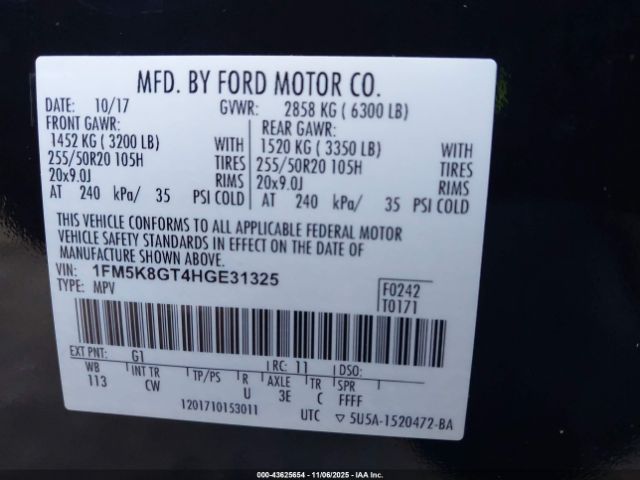 MFD. BY FORD MOTOR CO.
DATE: 10/17 GVWR: 2858 KG ( 6300 LB)
FRONT GAWR: REAR GAWR:
1452 KG ( 3200 LB) WITH 1520 KG ( 3350 LB) WITH
255/50R20 105H TIRES 255/50R20 105H TIRES
20x9.0J RIMS 20x9.0J RIMS
AT 240 kPa/ 35 PSI COLD AT 240 kPa/ 35 PSI COLD
THIS VEHICLE CONFORMS TO ALL APPLICABLE FEDERAL MOTOR
VEHICLE SAFETY STANDARDS IN EFFECT ON THE DATE OF
MANUFACTURE SHOWN ABOVE.
VIN: 1FM5K8GT4HGE31325
TYPE: MPV
F0242
T0171
EXT PNT: G1 RC: 11 DSO:
WB INT TR TP/PS R AXLE TR SPR
113 CW U 3E C FFFF
1201710153011 UTC ▽ 5U5A-1520472-BA
000-43625654 - 11/06/2025 - IAAI.com